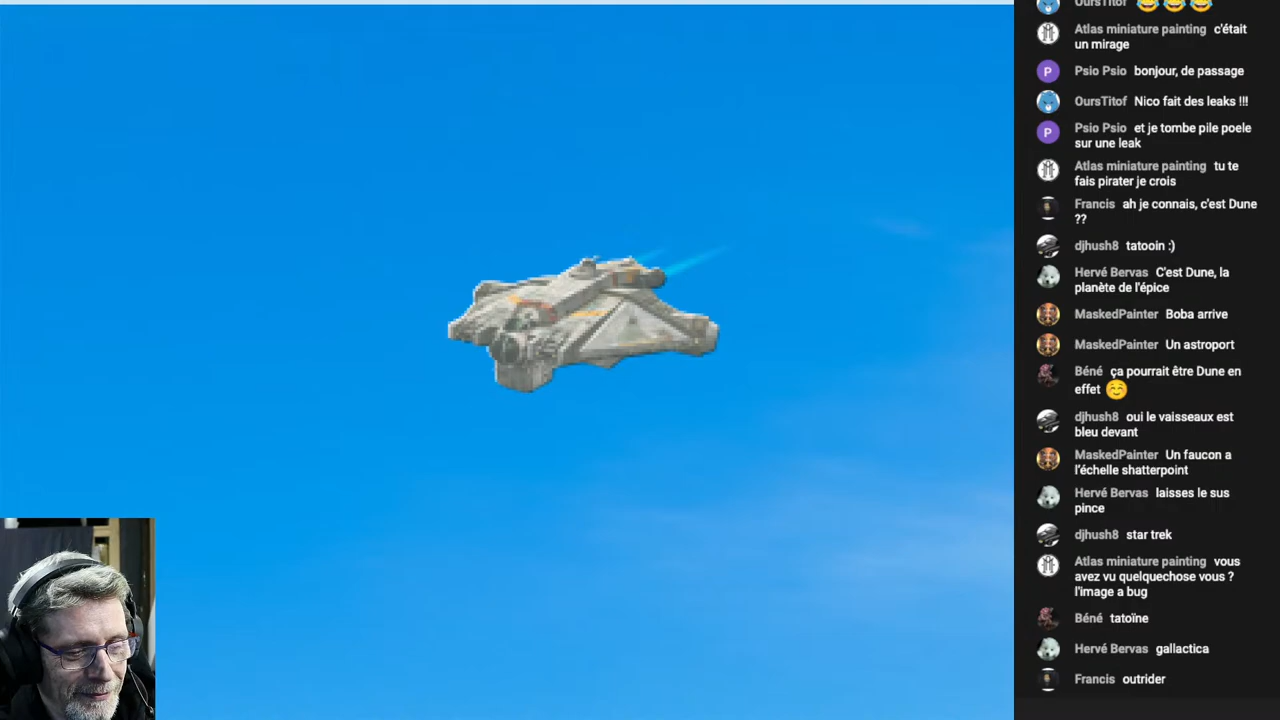 OursTitof 😂😂😂
Atlas miniature painting c'était
un mirage
P Psio Psio bonjour, de passage
OursTitof Nico fait des leaks !!!
P Psio Psio et je tombe pile poele
sur une leak
Atlas miniature painting tu te
fais pirater je crois
Francis ah je connais, c'est Dune
??
djhush8 tatooin :)
Hervé Bervas C'est Dune, la
planète de l'épice
MaskedPainter Boba arrive
MaskedPainter Un astroport
Béné ça pourrait être Dune en
effet ☺️
djhush8 oui le vaisseaux est
bleu devant
MaskedPainter Un faucon a
l'échelle shatterpoint
Hervé Bervas laisses le sus
pince
djhush8 star trek
Atlas miniature painting vous
avez vu quelquechose vous ?
l'image a bug
Béné tatoïne
Hervé Bervas gallactica
Francis outrider